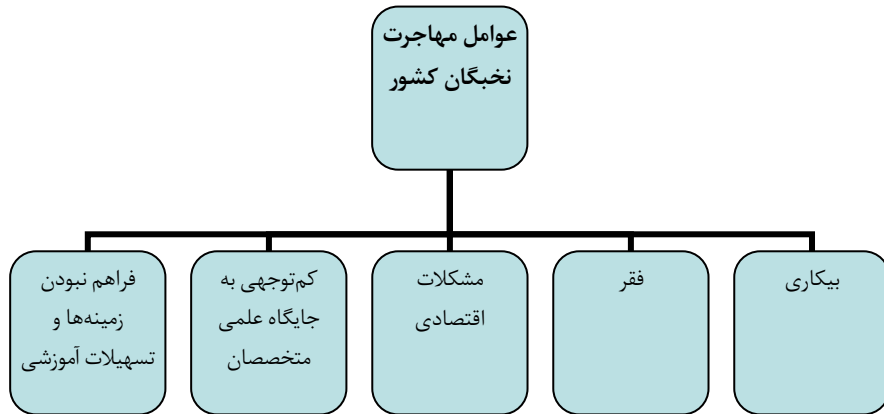 عوامل مهاجرت
نخبگان کشور
بیکاری
فقر
مشکلات
اقتصادی
کم‌توجهی به
جایگاه علمی
متخصصان
فراهم نبودن
زمینه‌ها و
تسهیلات آموزشی